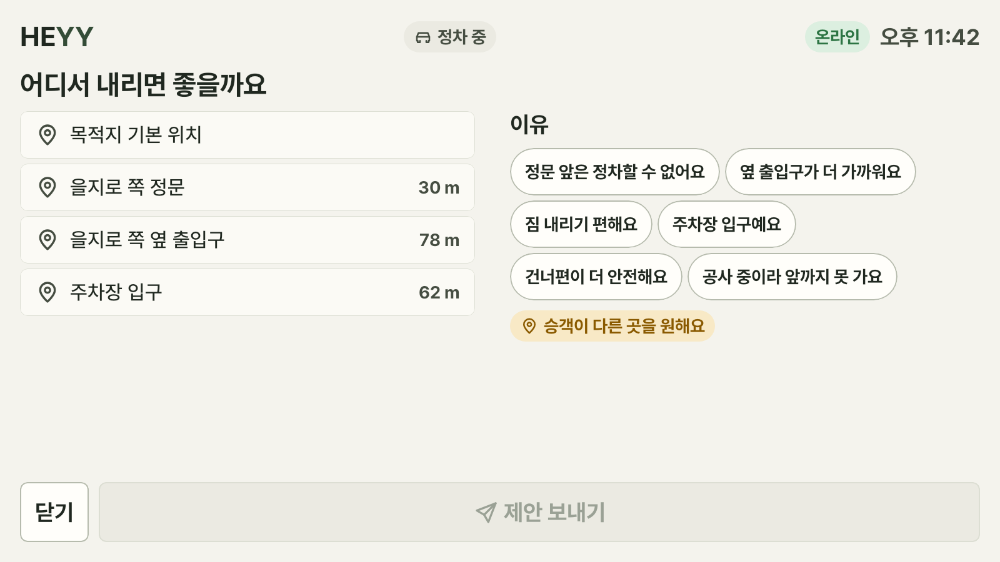 HEYY
정차 중
온라인 오후 11:42
어디서 내리면 좋을까요
목적지 기본 위치
을지로 쪽 정문 30 m
을지로 쪽 옆 출입구 78 m
주차장 입구 62 m
이유
정문 앞은 정차할 수 없어요 옆 출입구가 더 가까워요
짐 내리기 편해요 주차장 입구예요
건너편이 더 안전해요 공사 중이라 앞까지 못 가요
승객이 다른 곳을 원해요
닫기 제안 보내기